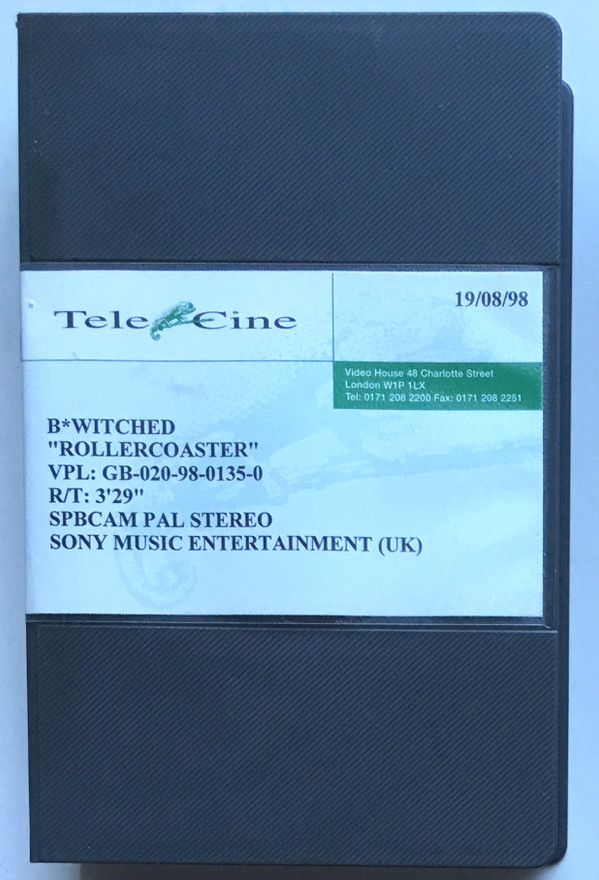 Tele Cine
19/08/98
Video House 48 Charlotte Street
London W1P 1LX
Tel: 0171 208 2200 Fax: 0171 208 2251
B*WITCHED
"ROLLERCOASTER"
VPL: GB-020-98-0135-0
R/T: 3'29"
SPBCAM PAL STEREO
SONY MUSIC ENTERTAINMENT (UK)